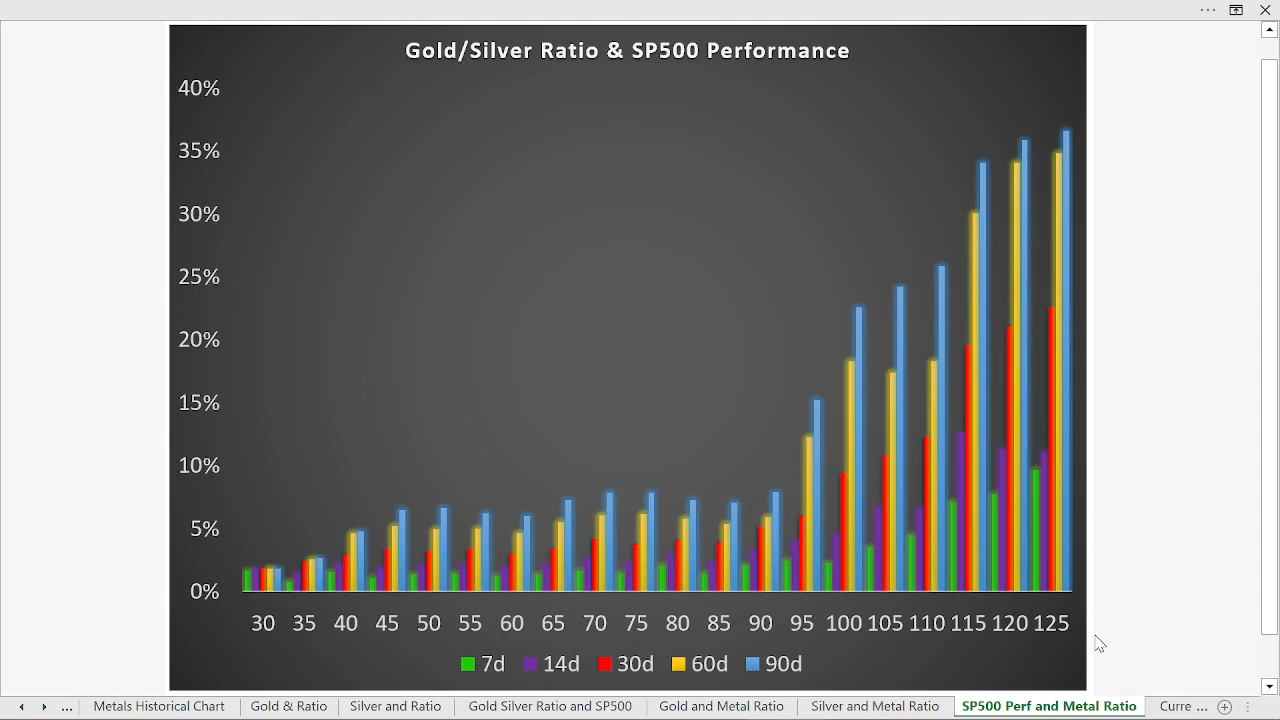 Gold/Silver Ratio & SP500 Performance
40%
35%
30%
25%
20%
15%
10%
5%
0%
30 35 40 45 50 55 60 65 70 75 80 85 90 95 100 105 110 115 120 125
7d 14d 30d 60d 90d
... Metals Historical Chart Gold & Ratio Silver and Ratio Gold Silver Ratio and SP500 Gold and Metal Ratio Silver and Metal Ratio SP500 Perf and Metal Ratio Curre ...